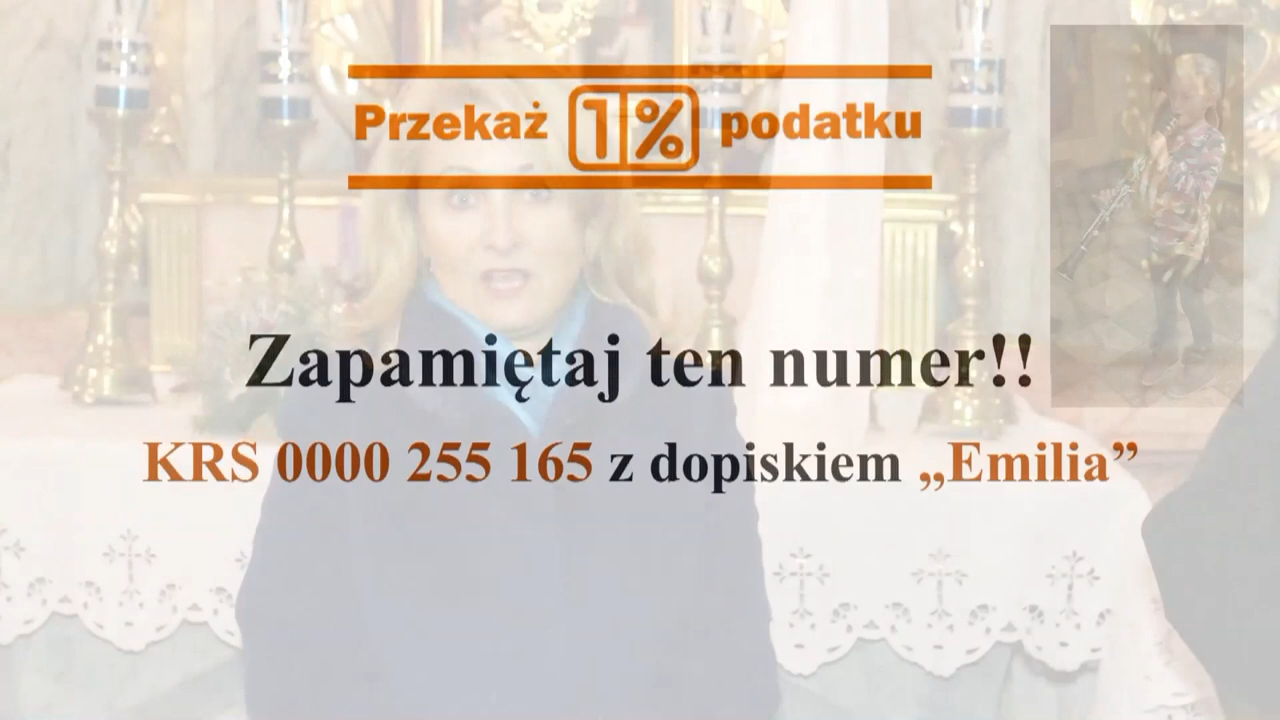 Przekaż 1% podatku
Zapamiętaj ten numer!!
KRS 0000 255 165 z dopiskiem „Emilia”